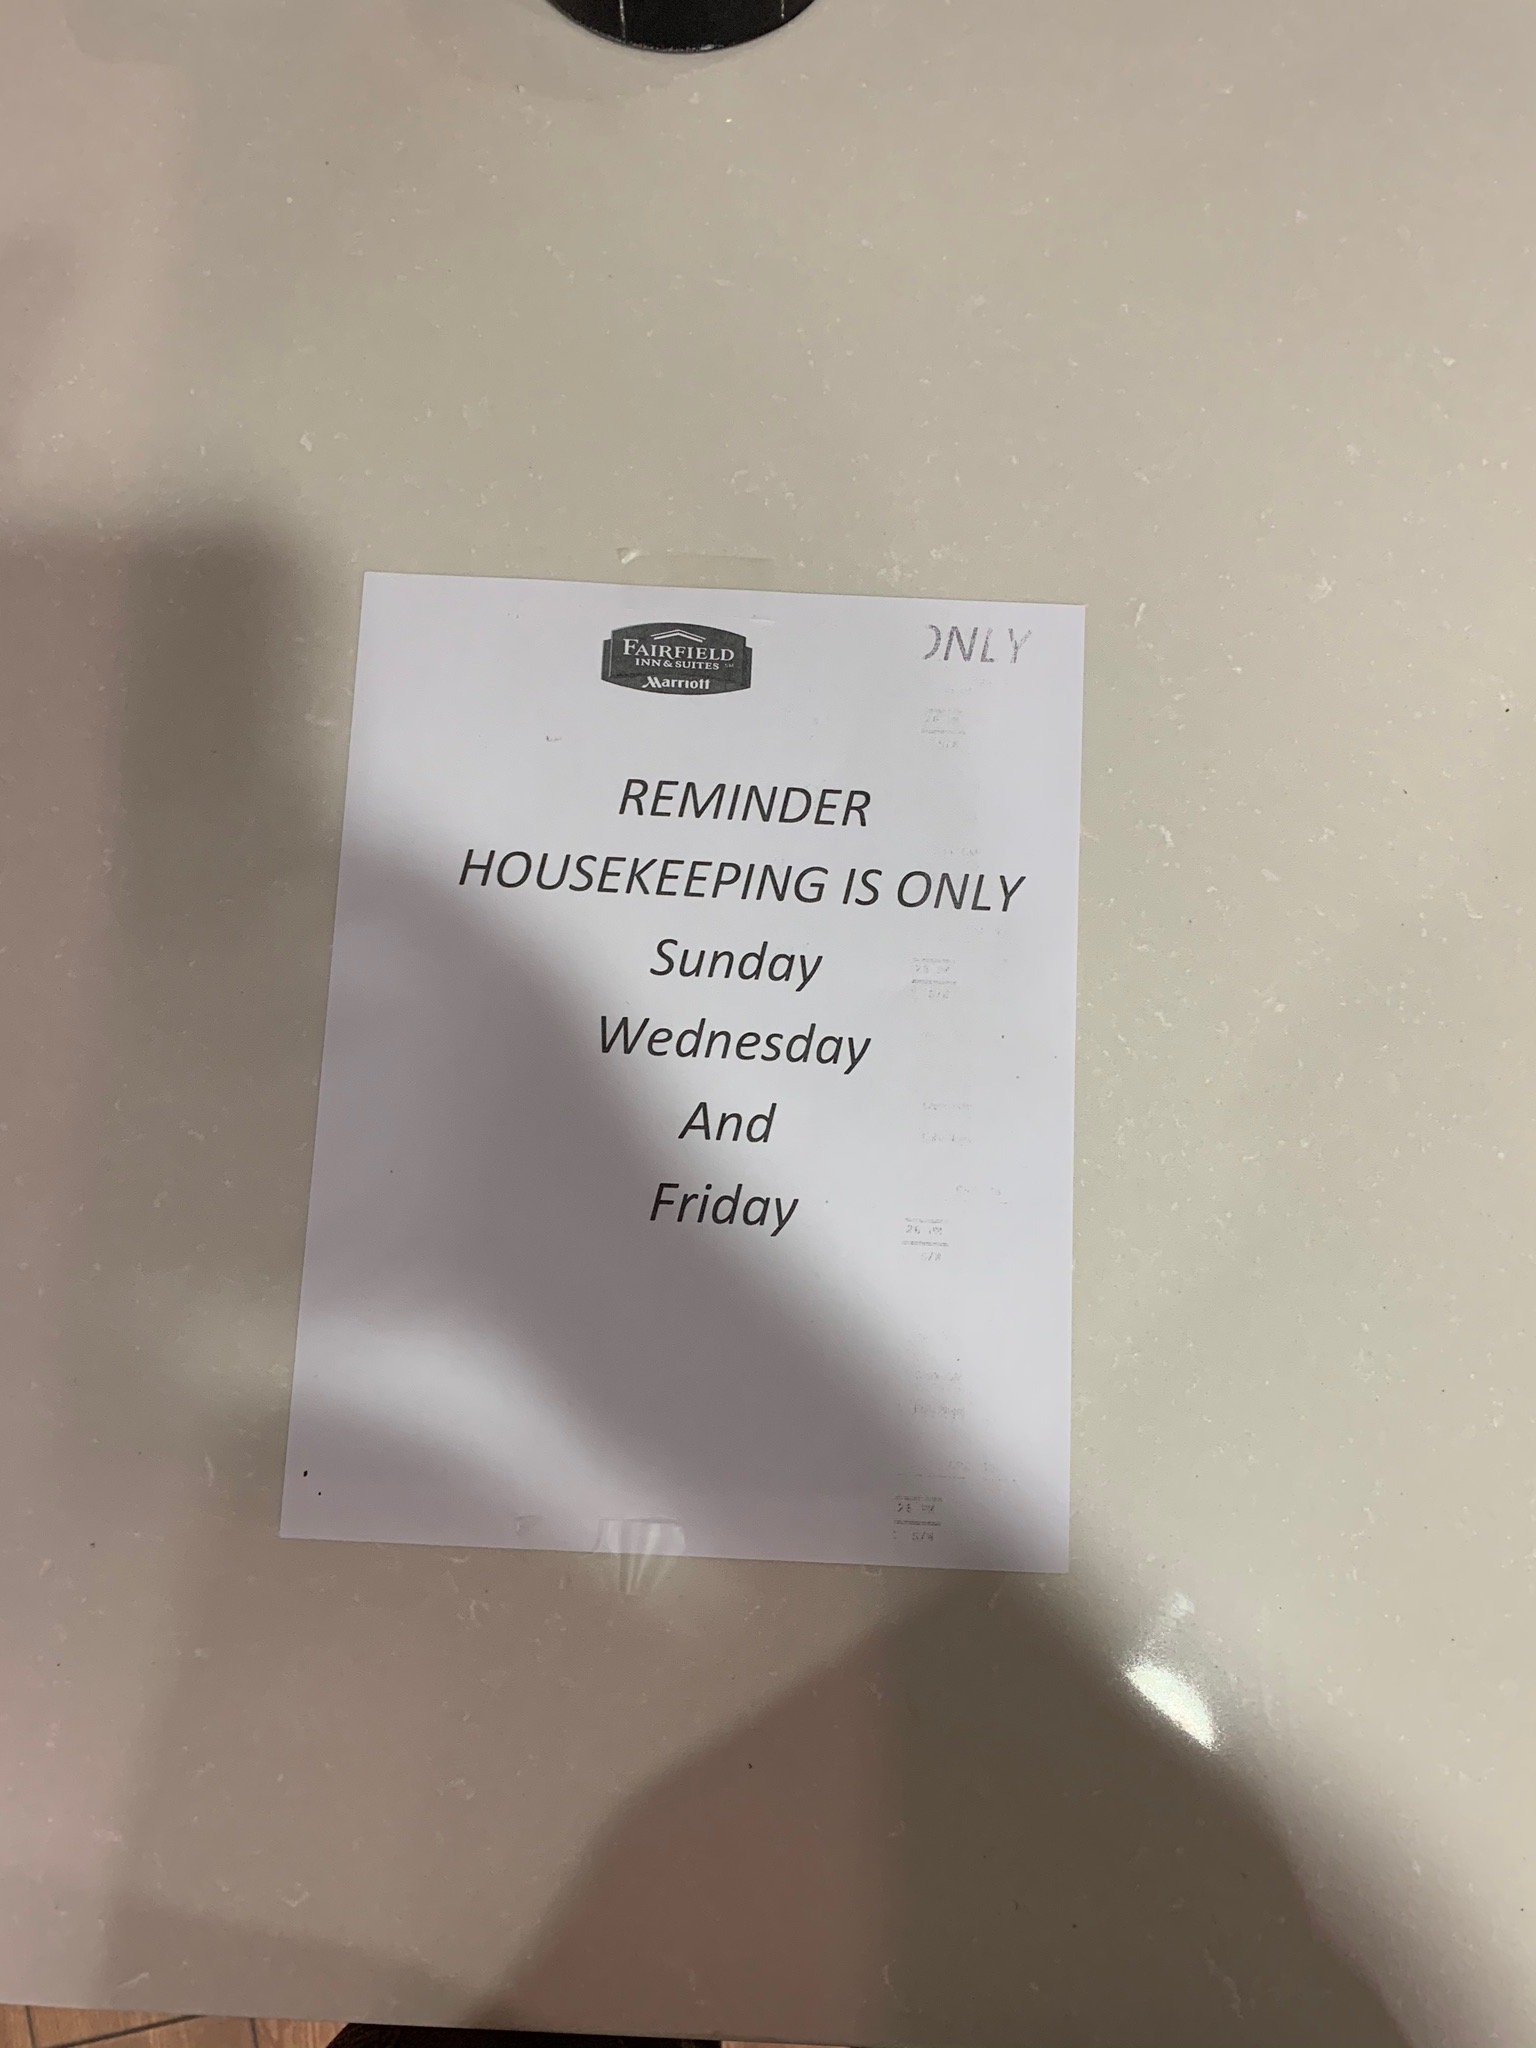 FAIRFIELD
INN & SUITES
Marriott
ONLY
REMINDER
HOUSEKEEPING IS ONLY
Sunday
Wednesday
And
Friday